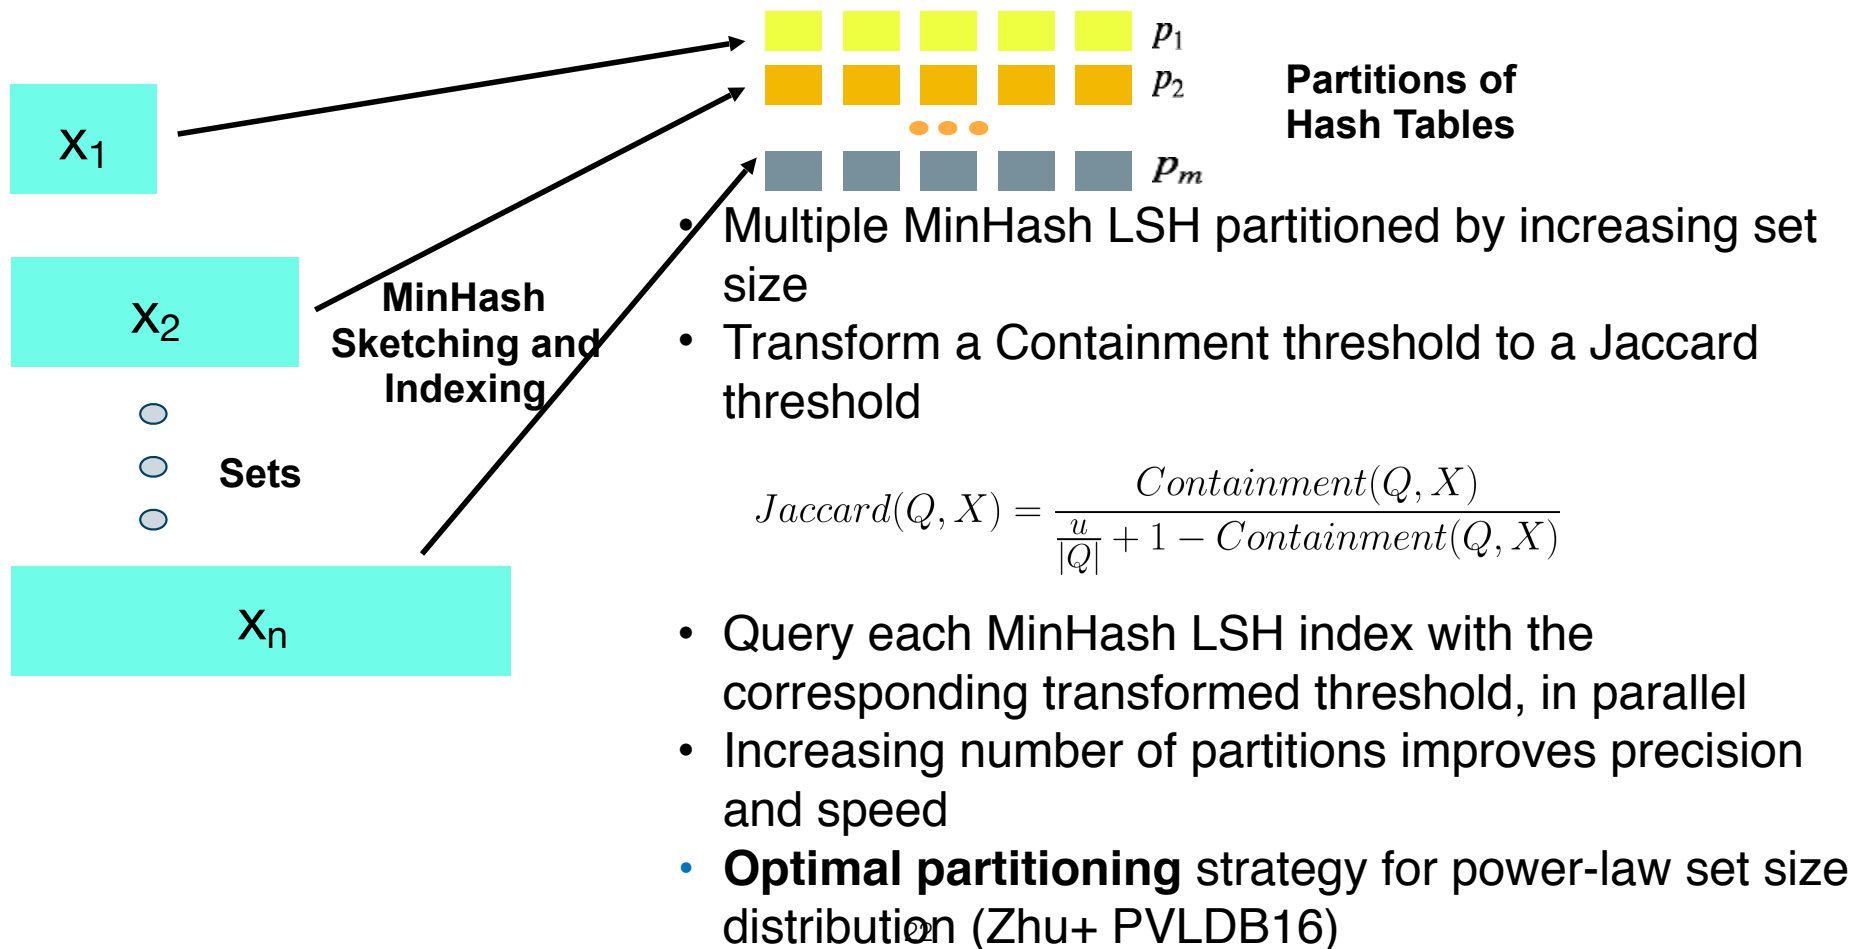 p₁
p₂
Partitions of
Hash Tables
pₘ
x₁
x₂
MinHash
Sketching and
Indexing
Sets
xₙ
• Multiple MinHash LSH partitioned by increasing set
size
• Transform a Containment threshold to a Jaccard
threshold
Jaccard(Q, X) = Containment(Q, X) / (u/|Q| + 1 − Containment(Q, X))
• Query each MinHash LSH index with the
corresponding transformed threshold, in parallel
• Increasing number of partitions improves precision
and speed
• Optimal partitioning strategy for power-law set size
distribution (Zhu+ PVLDB16)
22